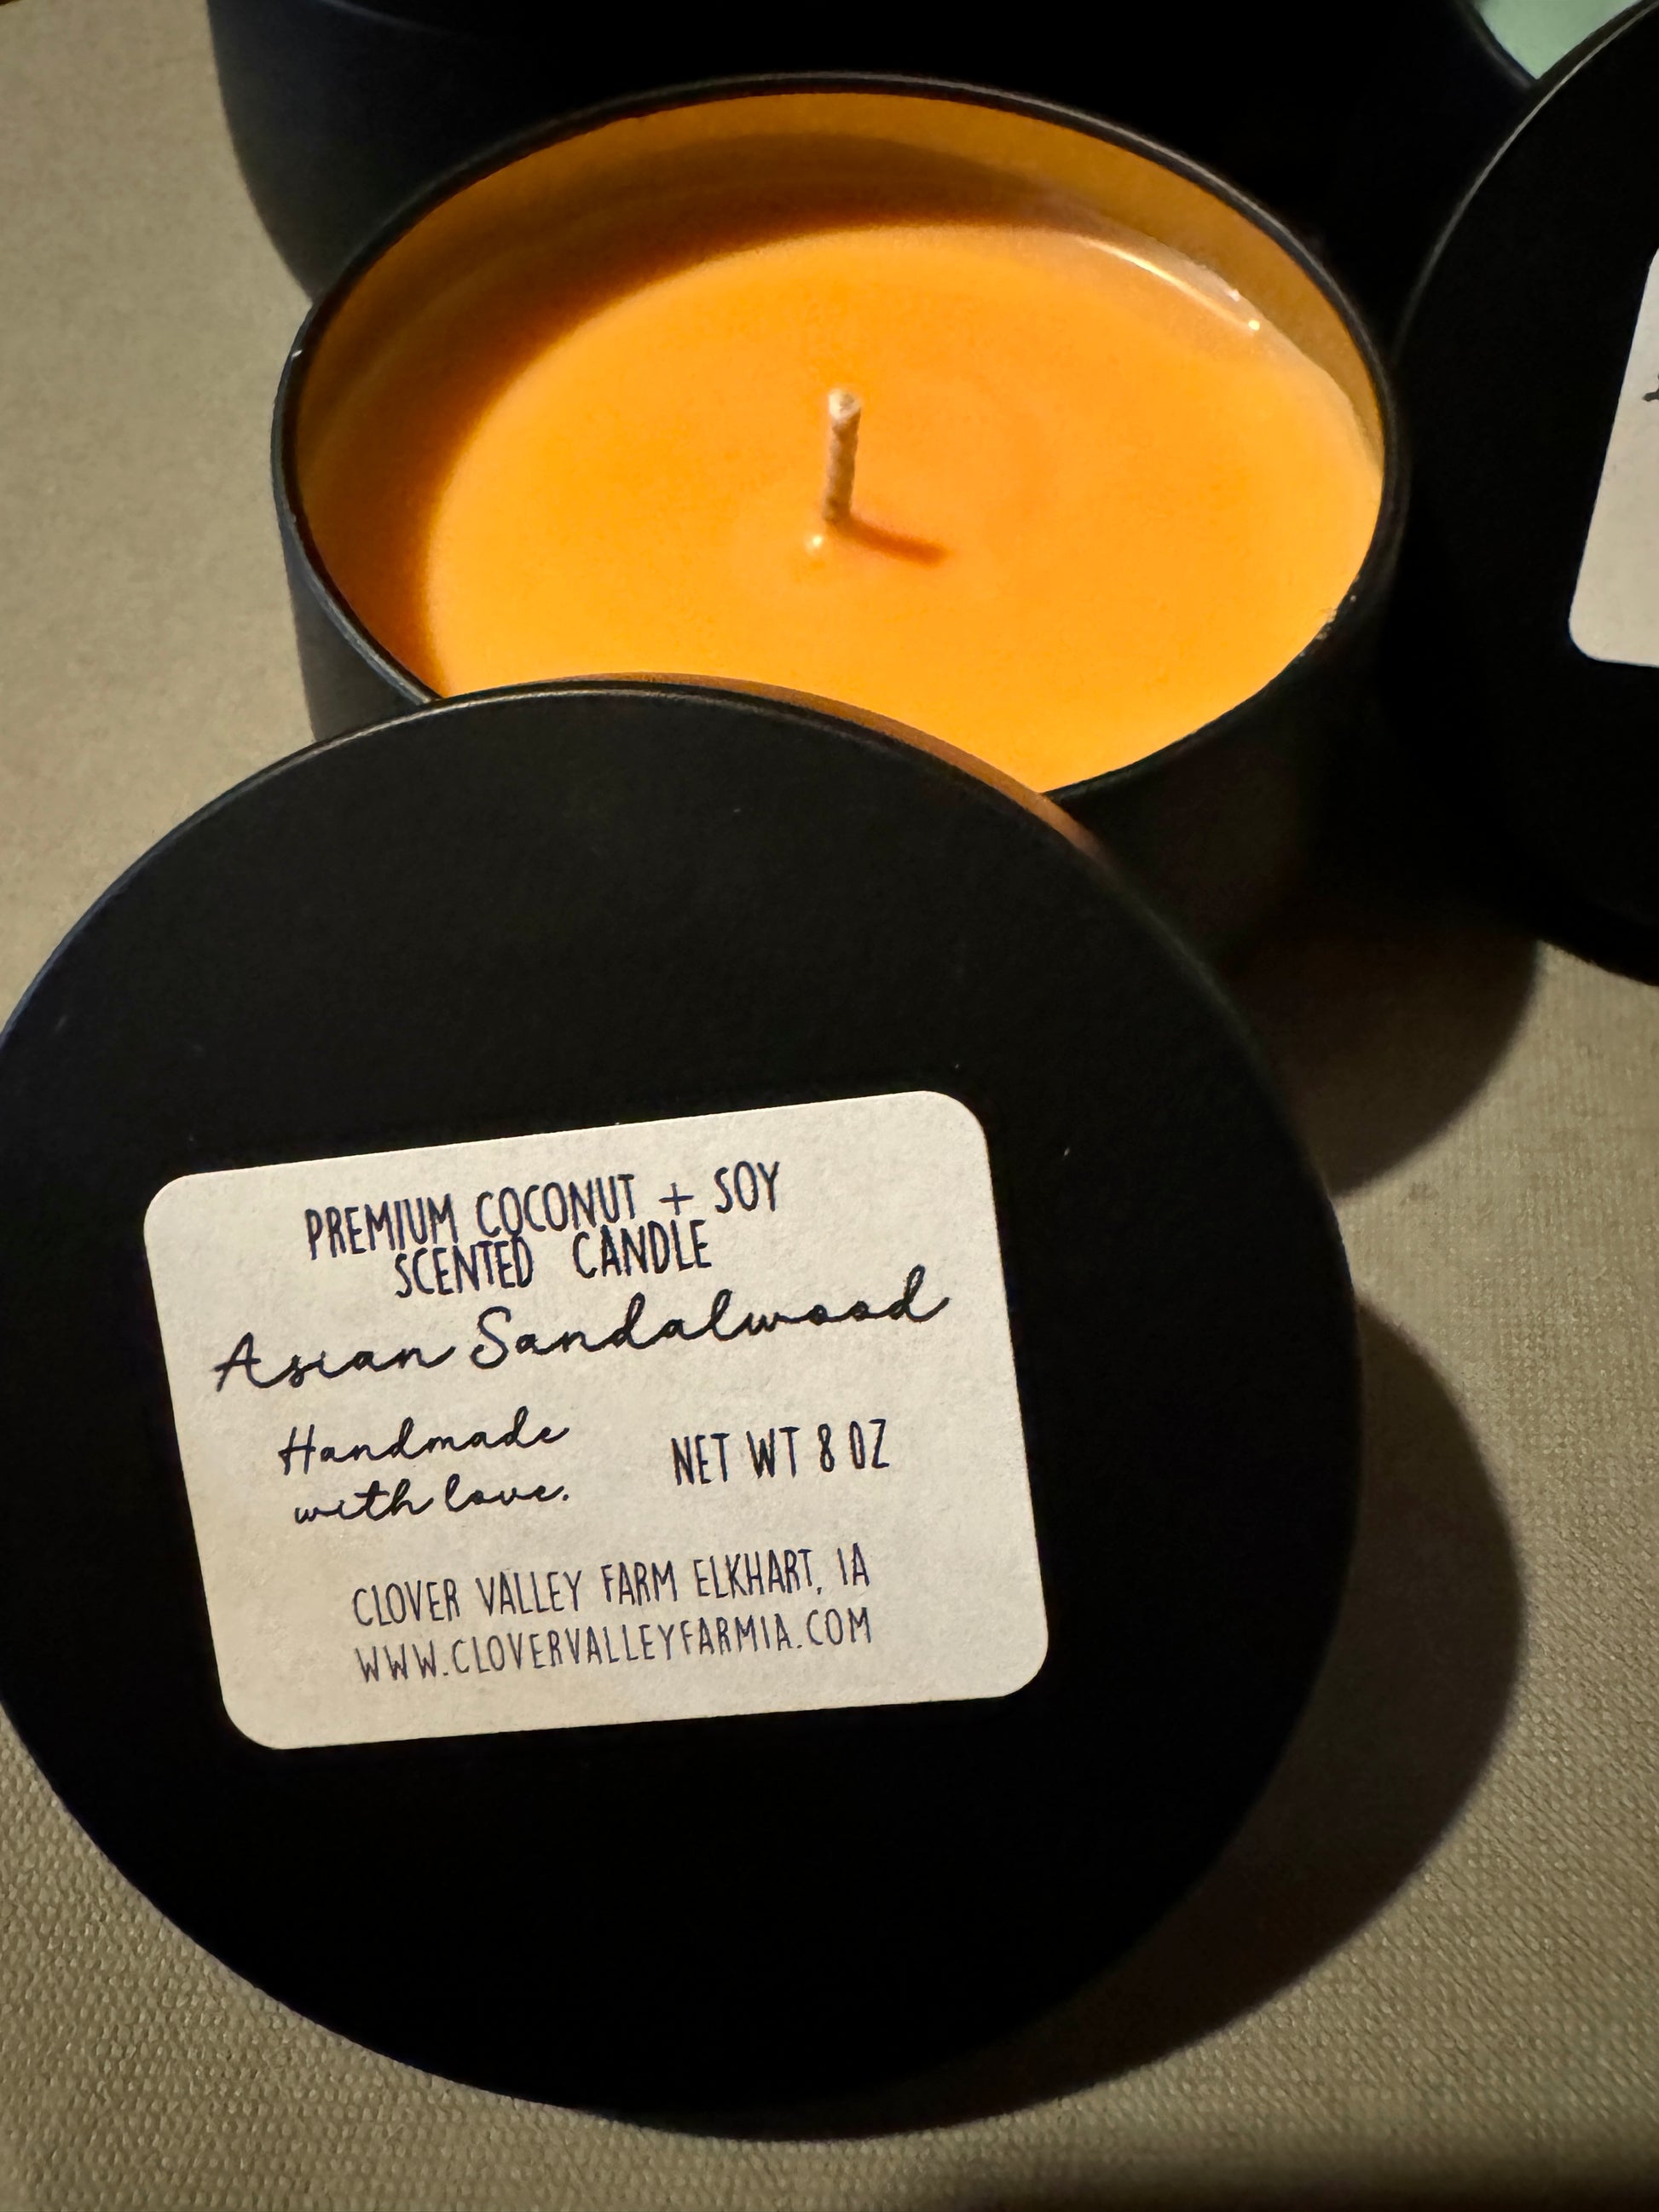 PREMIUM COCONUT + SOY
SCENTED CANDLE
Asian Sandalwood
Handmade
with love.
NET WT 8 OZ
CLOVER VALLEY FARM ELKHART, IA
WWW.CLOVERVALLEYFARMIA.COM